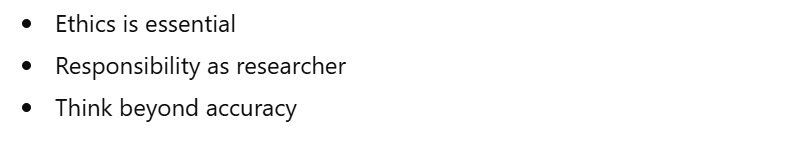 • Ethics is essential
• Responsibility as researcher
• Think beyond accuracy